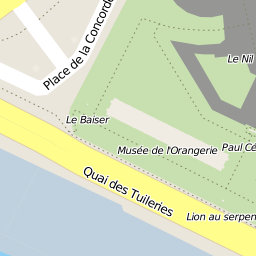 Place de la Concorde
Le Nil
Le Baiser
Musée de l'Orangerie
Paul Cé
Quai des Tuileries
Lion au serpen